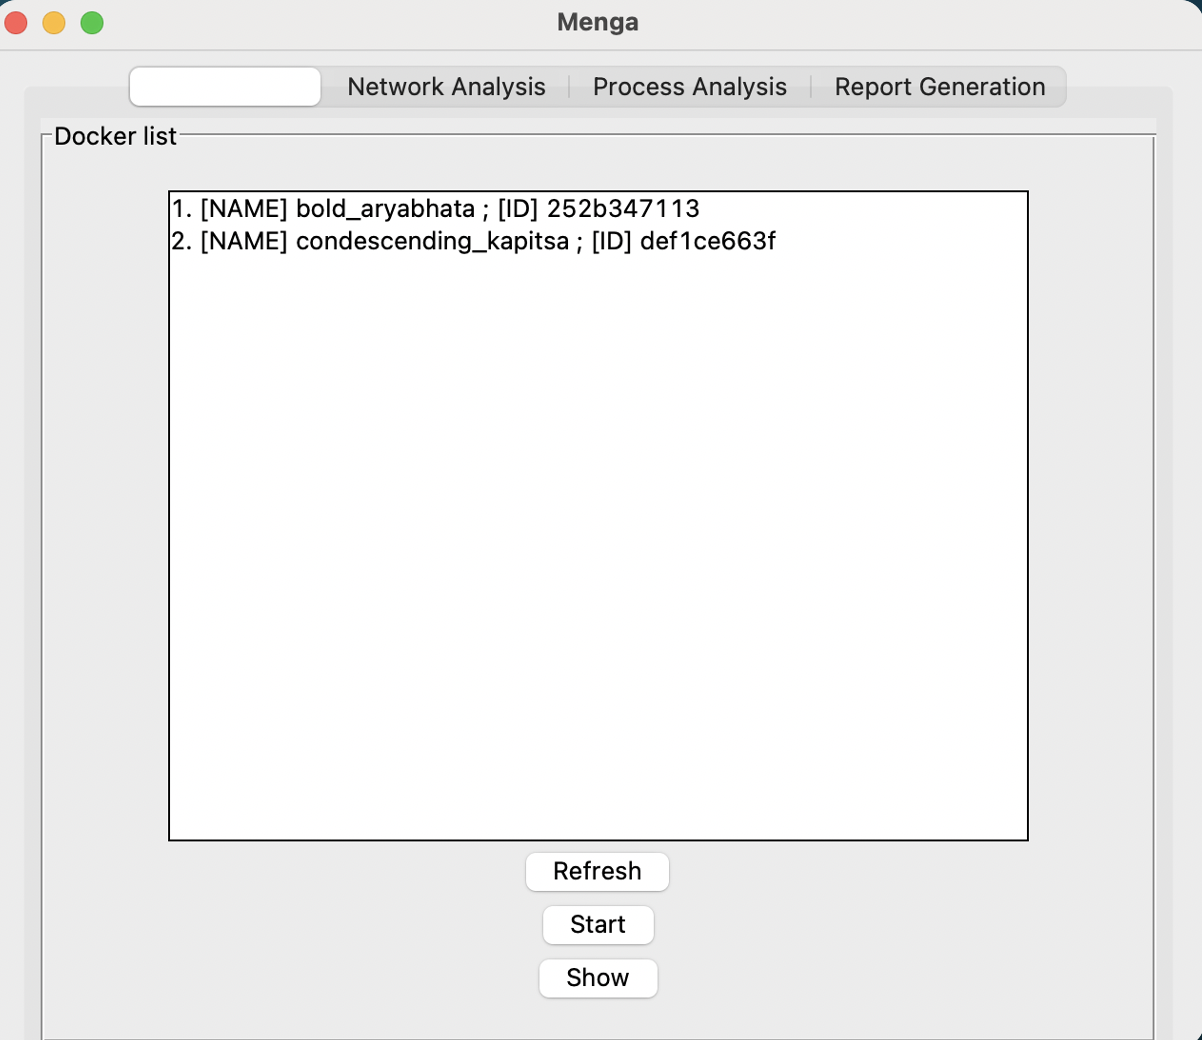 Menga
Network Analysis
Process Analysis
Report Generation
Docker list
1. [NAME] bold_aryabhata ; [ID] 252b347113
2. [NAME] condescending_kapitsa ; [ID] def1ce663f
Refresh
Start
Show